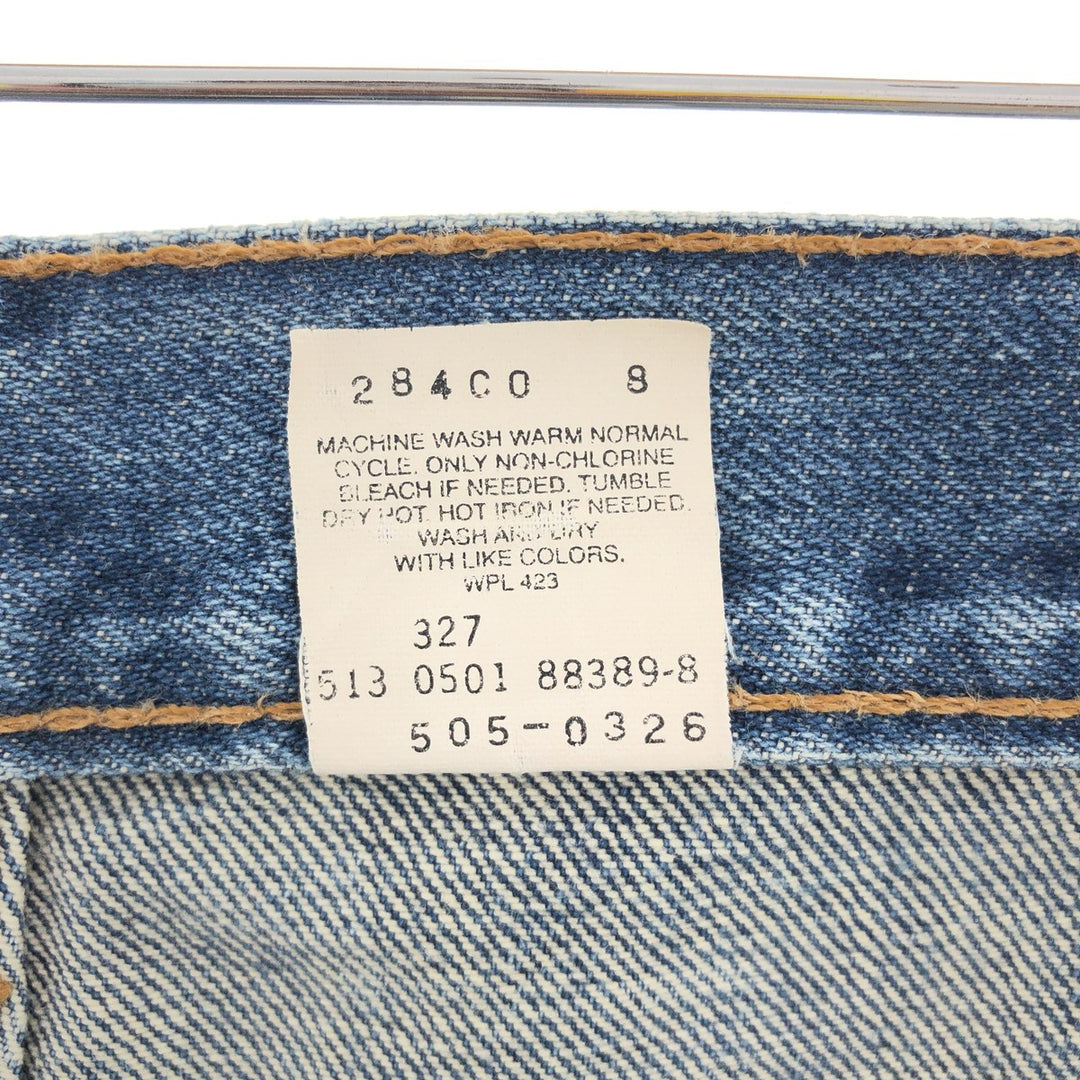 284C0 8
MACHINE WASH WARM NORMAL
CYCLE. ONLY NON-CHLORINE
BLEACH IF NEEDED. TUMBLE
DRY HOT. HOT IRON IF NEEDED.
WASH AND DRY
WITH LIKE COLORS.
WPL 423
327
513 0501 88389-8
505-0326